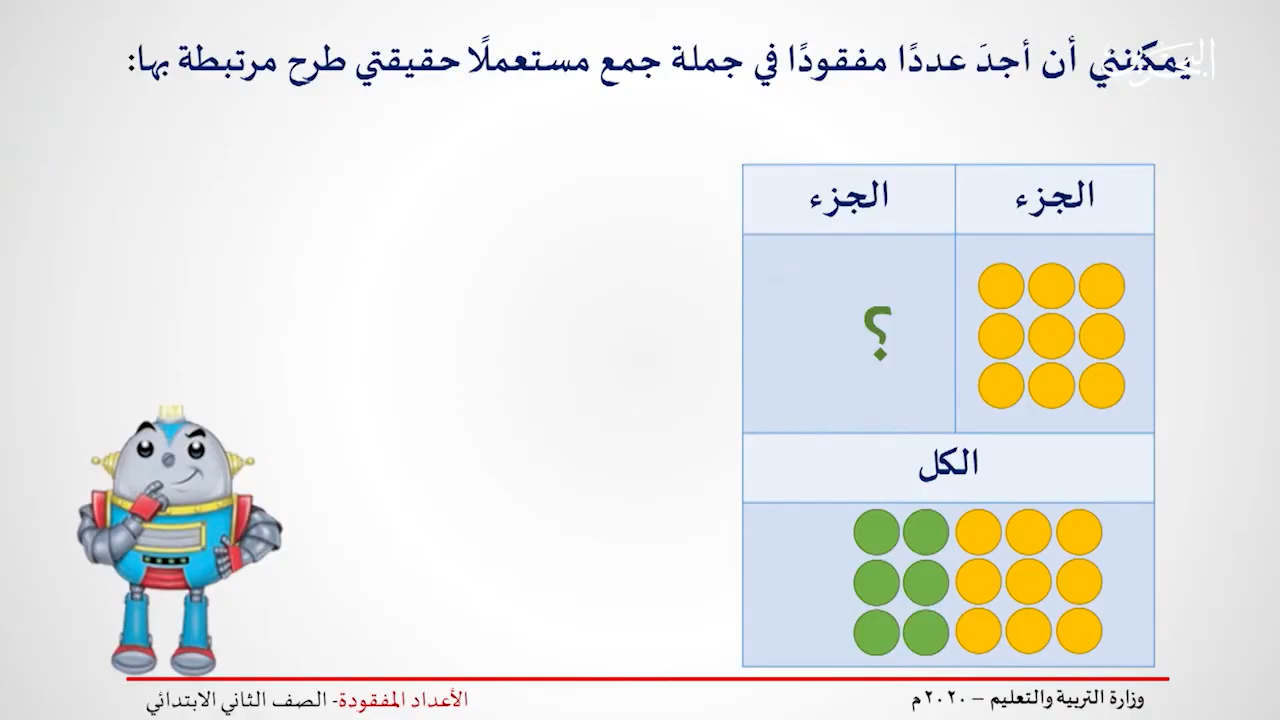 يمكنني أن أجدَ عددًا مفقودًا في جملة جمع مستعملًا حقيقتي طرح مرتبطة بها:
الجزء
الجزء
؟
الكل
وزارة التربية والتعليم – ٢٠٢٠م
الأعداد المفقودة- الصف الثاني الابتدائي